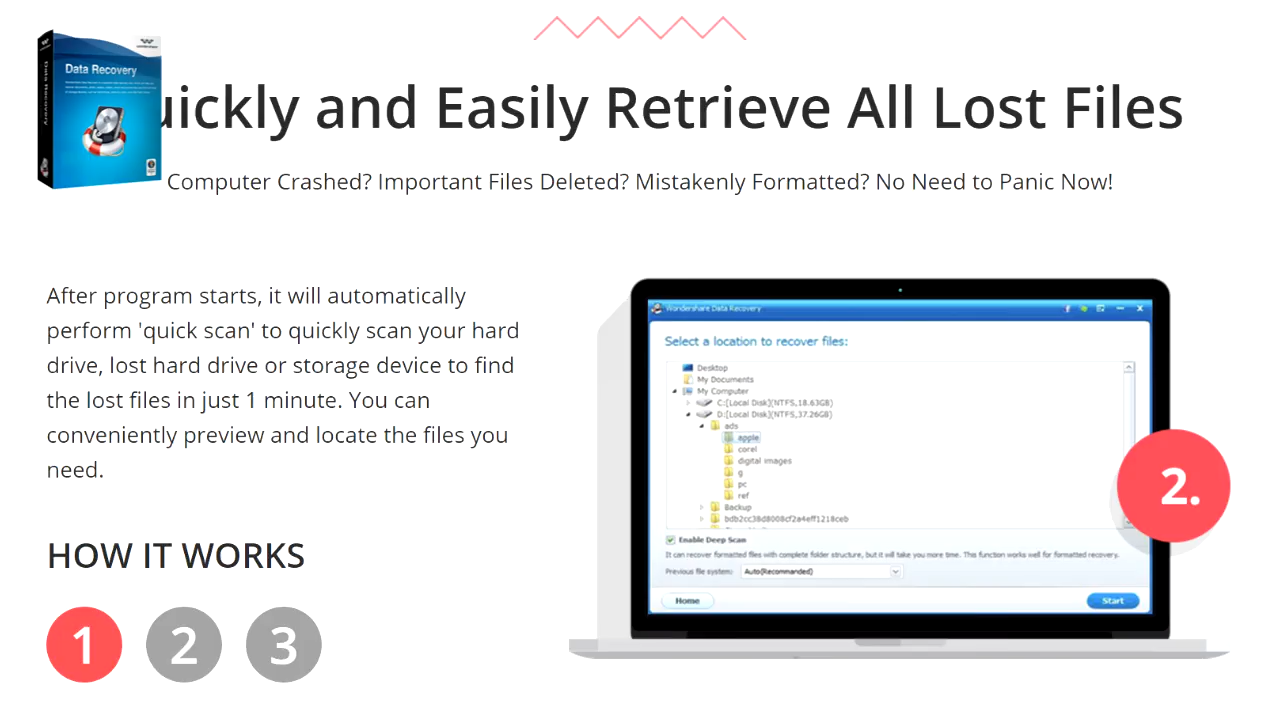 Data Recovery
Data Recovery
uickly and Easily Retrieve All Lost Files
Computer Crashed? Important Files Deleted? Mistakenly Formatted? No Need to Panic Now!
After program starts, it will automatically
perform 'quick scan' to quickly scan your hard
drive, lost hard drive or storage device to find
the lost files in just 1 minute. You can
conveniently preview and locate the files you
need.
HOW IT WORKS
1 2 3
Wondershare Data Recovery
Select a location to recover files:
Desktop
My Documents
My Computer
C:[Local Disk](NTFS,18.63GB)
D:[Local Disk](NTFS,37.26GB)
ads
apple
corel
digital images
g
pc
ref
Backup
bdb2cc38d8008cf2a4eff1218ceb
Enable Deep Scan
It can recover formatted files with complete folder structure, but it will take you more time. This function works well for formatted recovery.
Previous file system: Auto(Recommanded)
Home Start
2.